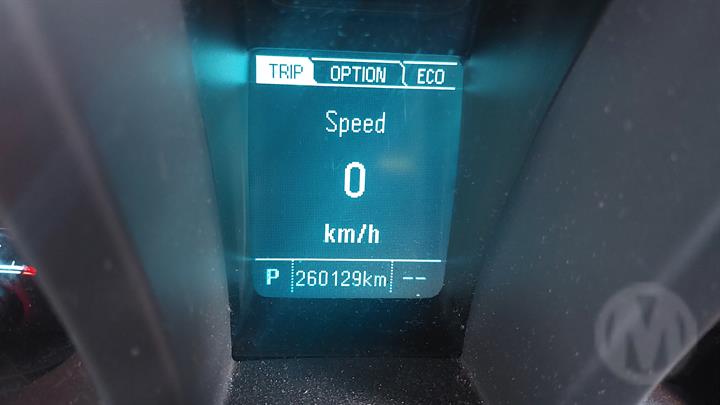 TRIP OPTION ECO
Speed
0
km/h
P 260129km --
M